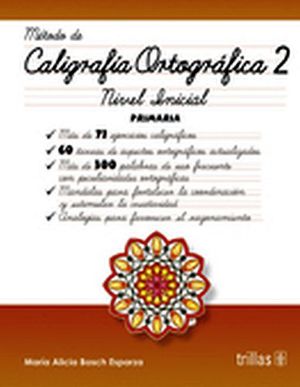 Método de
Caligrafía Ortográfica 2
Nivel Inicial
PRIMARIA
Más de 71 ejercicios caligráficos
60 temas de aspectos ortográficos actualizados
Más de 300 palabras de uso frecuente
con peculiaridades ortográficas
Mandalas para fortalecer la coordinación
y estimular la creatividad
Analogías para favorecer el razonamiento
María Alicia Bosch Esparza
trillas